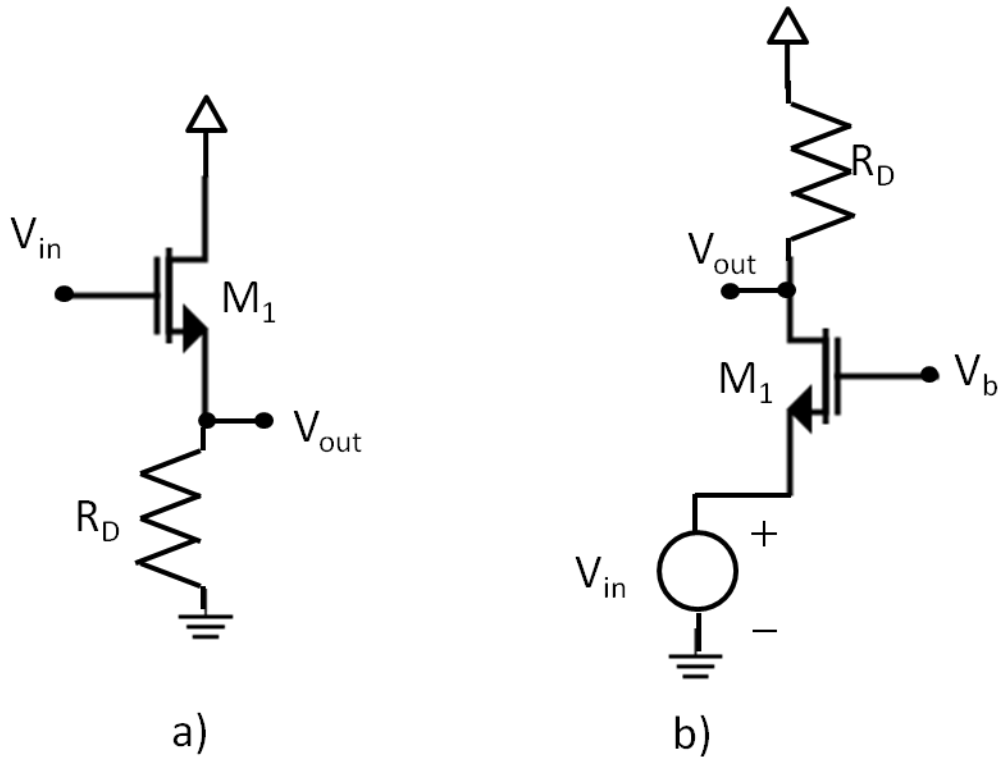 V_in
M_1
V_out
R_D
a)
R_D
V_out
M_1
V_b
V_in
+
−
b)